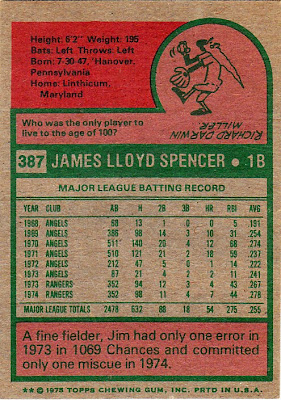 Height: 6'2" Weight: 195
Bats: Left Throws: Left
Born: 7-30-47, Hanover,
Pennsylvania
Home: Linthicum,
Maryland
Who was the only player to
live to the age of 100?
RICHARD DARWIN
MILLER
387 JAMES LLOYD SPENCER • 1B
MAJOR LEAGUE BATTING RECORD
YEAR CLUB AB H 2B 3B HR RBI AVG
1968 ANGELS 68 13 1 0 0 5 .191
1969 ANGELS 386 98 14 3 10 31 .254
1970 ANGELS 511 140 20 4 12 68 .274
1971 ANGELS 510 121 21 2 18 59 .237
1972 ANGELS 212 47 5 0 1 14 .222
1973 ANGELS 87 21 4 2 2 11 .241
1973 RANGERS 352 94 12 3 4 43 .267
1974 RANGERS 352 98 11 4 7 44 .278
MAJOR LEAGUE TOTALS 2478 632 88 18 54 275 .255
A fine fielder, Jim had only one error in
1973 in 1069 Chances and committed
only one miscue in 1974.
** © 1975 TOPPS CHEWING GUM, INC. PRTD IN U.S.A.